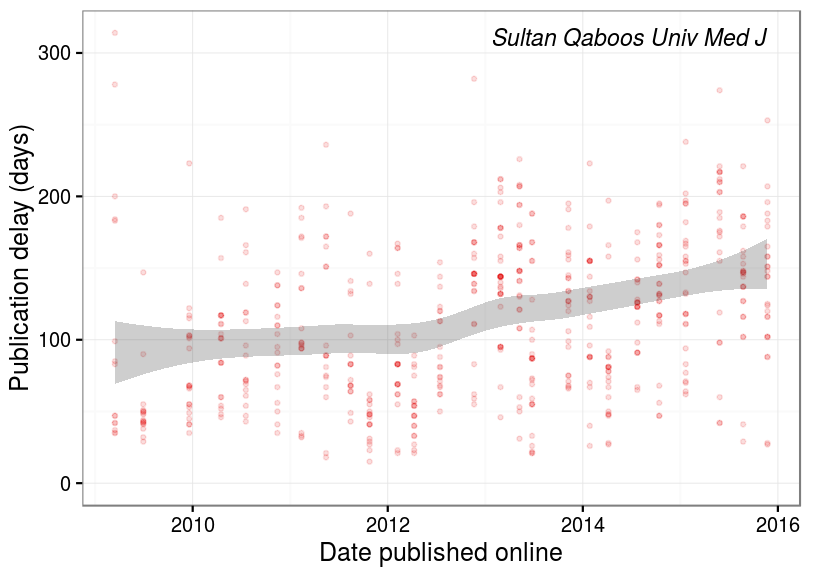 Sultan Qaboos Univ Med J
Publication delay (days)
300
200
100
0
2010 2012 2014 2016
Date published online